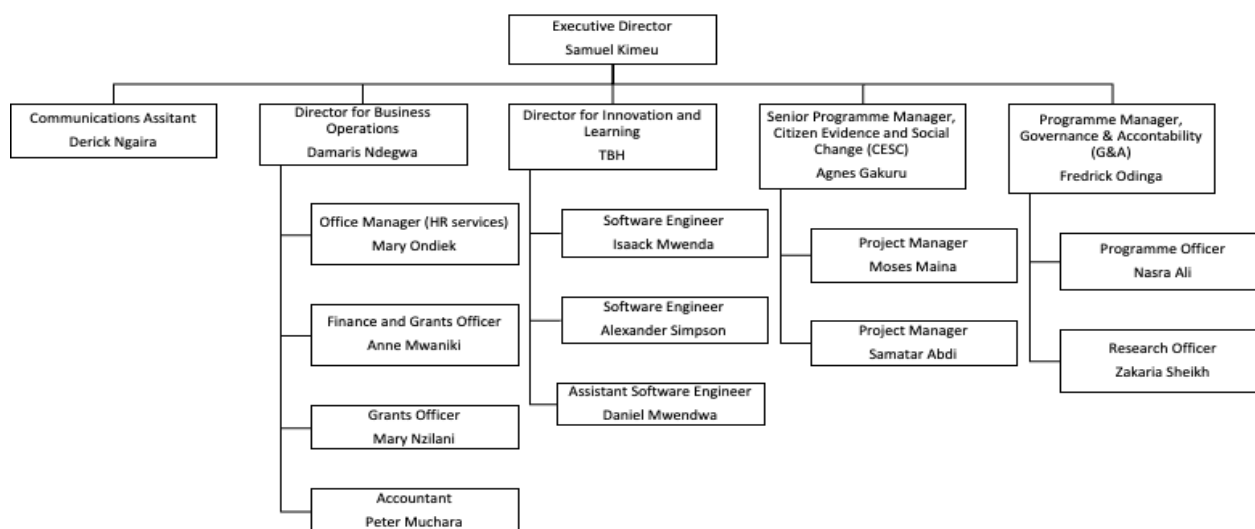 Executive Director
Samuel Kimeu
Communications Assitant
Derick Ngaira
Director for Business
Operations
Damaris Ndegwa
Director for Innovation and
Learning
TBH
Senior Programme Manager,
Citizen Evidence and Social
Change (CESC)
Agnes Gakuru
Programme Manager,
Governance & Accontability
(G&A)
Fredrick Odinga
Office Manager (HR services)
Mary Ondiek
Finance and Grants Officer
Anne Mwaniki
Grants Officer
Mary Nzilani
Accountant
Peter Muchara
Software Engineer
Isaack Mwenda
Software Engineer
Alexander Simpson
Assistant Software Engineer
Daniel Mwendwa
Project Manager
Moses Maina
Project Manager
Samatar Abdi
Programme Officer
Nasra Ali
Research Officer
Zakaria Sheikh